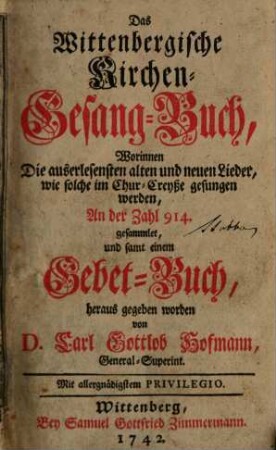 Das
Wittenbergische
Kirchen-
Gesang-Buch,
Worinnen
Die außerlesensten alten und neuen Lieder,
wie solche im Chur-Creyße gesungen
werden,
An der Zahl 914.
gesammlet,
und samt einem
Gebet-Buch,
heraus gegeben worden
von
D. Carl Gottlob Hofmann,
General-Superint.
Mit allergnädigstem PRIVILEGIO.
Wittenberg,
Bey Samuel Gottfried Zimmermann.
1742.